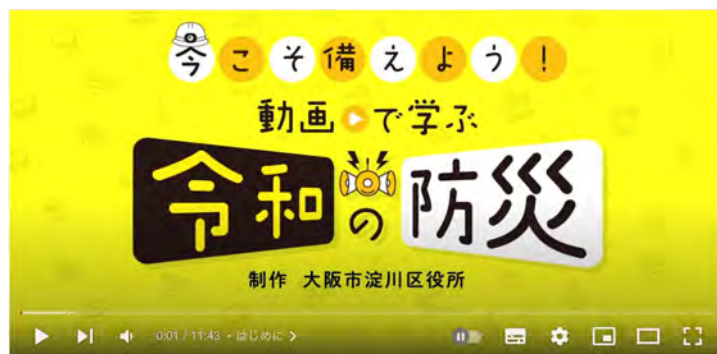 今こそ備えよう!
動画で学ぶ
令和の防災
制作 大阪市淀川区役所
0:01 / 11:43 • はじめに >